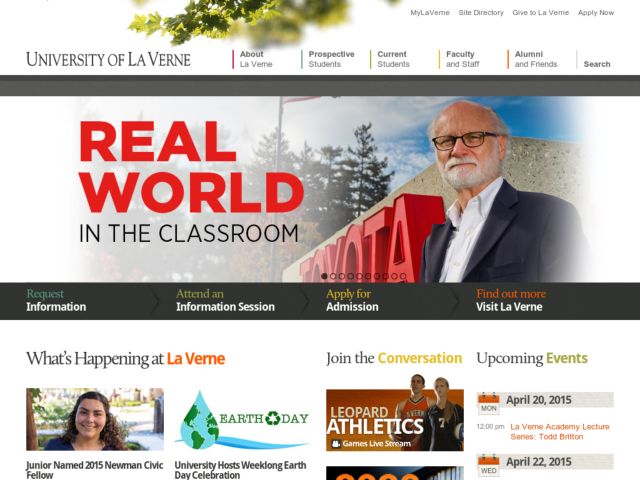 MyLaVerne Site Directory Give to La Verne Apply Now
UNIVERSITY OF LA VERNE
About
La Verne
Prospective
Students
Current
Students
Faculty
and Staff
Alumni
and Friends
Search
REAL
WORLD
IN THE CLASSROOM
TOYOTA
Request
Information
Attend an
Information Session
Apply for
Admission
Find out more
Visit La Verne
What's Happening at La Verne
Join the Conversation
Upcoming Events
EARTH DAY
Junior Named 2015 Newman Civic
Fellow
University Hosts Weeklong Earth
Day Celebration
LEOPARD
ATHLETICS
Games Live Stream
MON
April 20, 2015
12:00 pm
La Verne Academy Lecture
Series: Todd Britton
WED
April 22, 2015